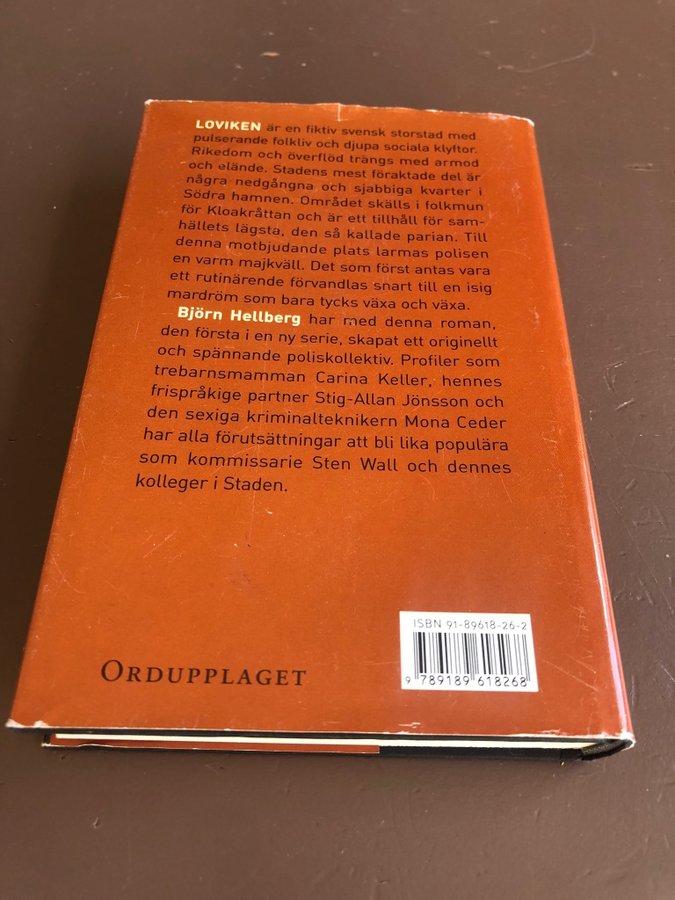 LOVIKEN är en fiktiv svensk storstad med
pulserande folkliv och djupa sociala klyftor.
Rikedom och överflöd trängs med armod
och elände. Stadens mest föraktade del är
några nedgångna och sjabbiga kvarter i
Södra hamnen. Området skälls i folkmun
för Kloakråttan och är ett tillhåll för sam-
hällets lägsta, den så kallade parian. Till
denna motbjudande plats larmas polisen
en varm majkväll. Det som först antas vara
ett rutinärende förvandlas snart till en isig
mardröm som bara tycks växa och växa.
Björn Hellberg har med denna roman,
den första i en ny serie, skapat ett originellt
och spännande poliskollektiv. Profiler som
trebarnsmamman Carina Keller, hennes
frispråkige partner Stig-Allan Jönsson och
den sexiga kriminalteknikern Mona Ceder
har alla förutsättningar att bli lika populära
som kommissarie Sten Wall och dennes
kolleger i Staden.
ISBN 91-89618-26-2
9 789189 618268
ORDUPPLAGET